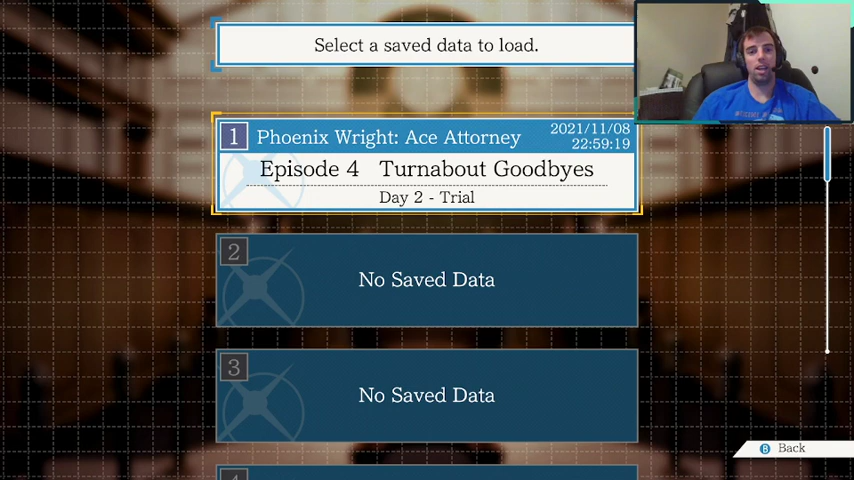 Select a saved data to load.
1 Phoenix Wright: Ace Attorney 2021/11/08
22:59:19
Episode 4 Turnabout Goodbyes
Day 2 - Trial
2
No Saved Data
3
No Saved Data
B Back